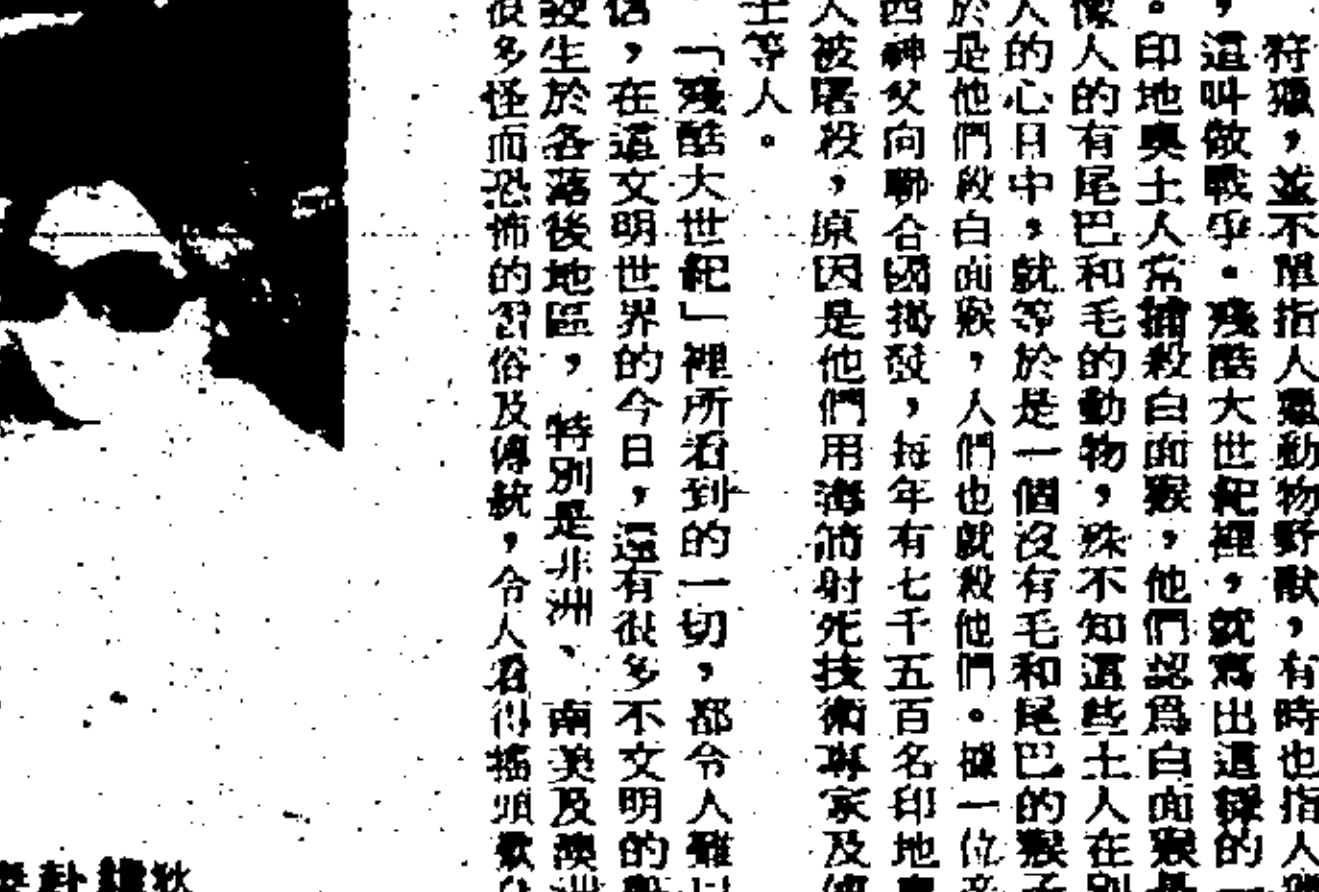 狩獵，並不單指人獵動物野獸，有時也指人
，這叫做戰爭。殘酷大世紀裡，就寫出這樣的一
。印地奧土人常捕殺白面猴，他們認爲白面猴
像人的有尾巴和毛的動物，殊不知這些土人在別
人的心目中，就等於是一個沒有毛和尾巴的猴子
於是他們殺白面猴，人們也就殺他們。據一位
西神父向聯合國揭發，每年有七千五百名印地奧
人被屠殺，原因是他們用 射死技術專家及
士等人。
「殘酷大世紀」裡所看到的一切，都令人難以
信，在這文明世界的今日，還有很多不文明的
發生於各落後地區，特別是非洲、南美及澳洲
很多怪而恐怖的習俗及傳統，令人看得搖頭歎
狄